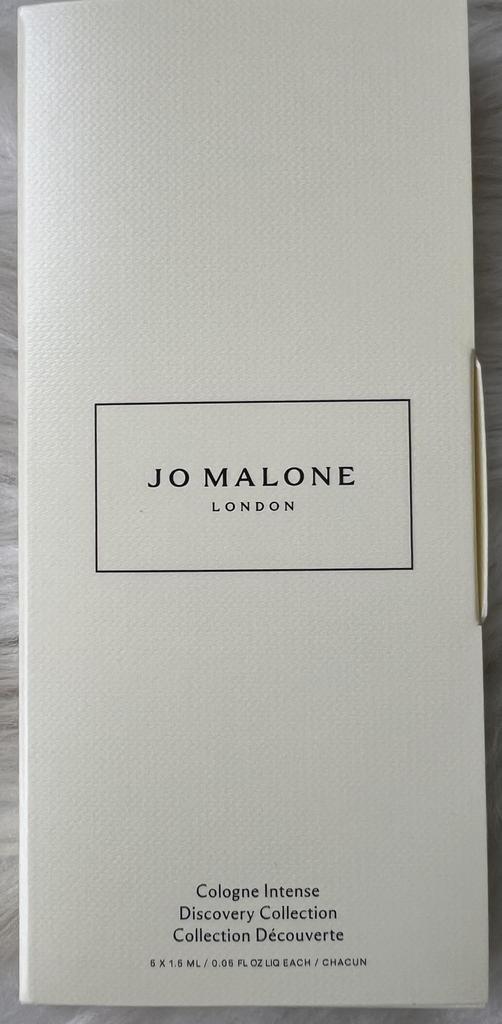 JO MALONE
LONDON
Cologne Intense
Discovery Collection
Collection Découverte
5 X 1.5 ML / 0.05 FL OZ LIQ EACH / CHACUN